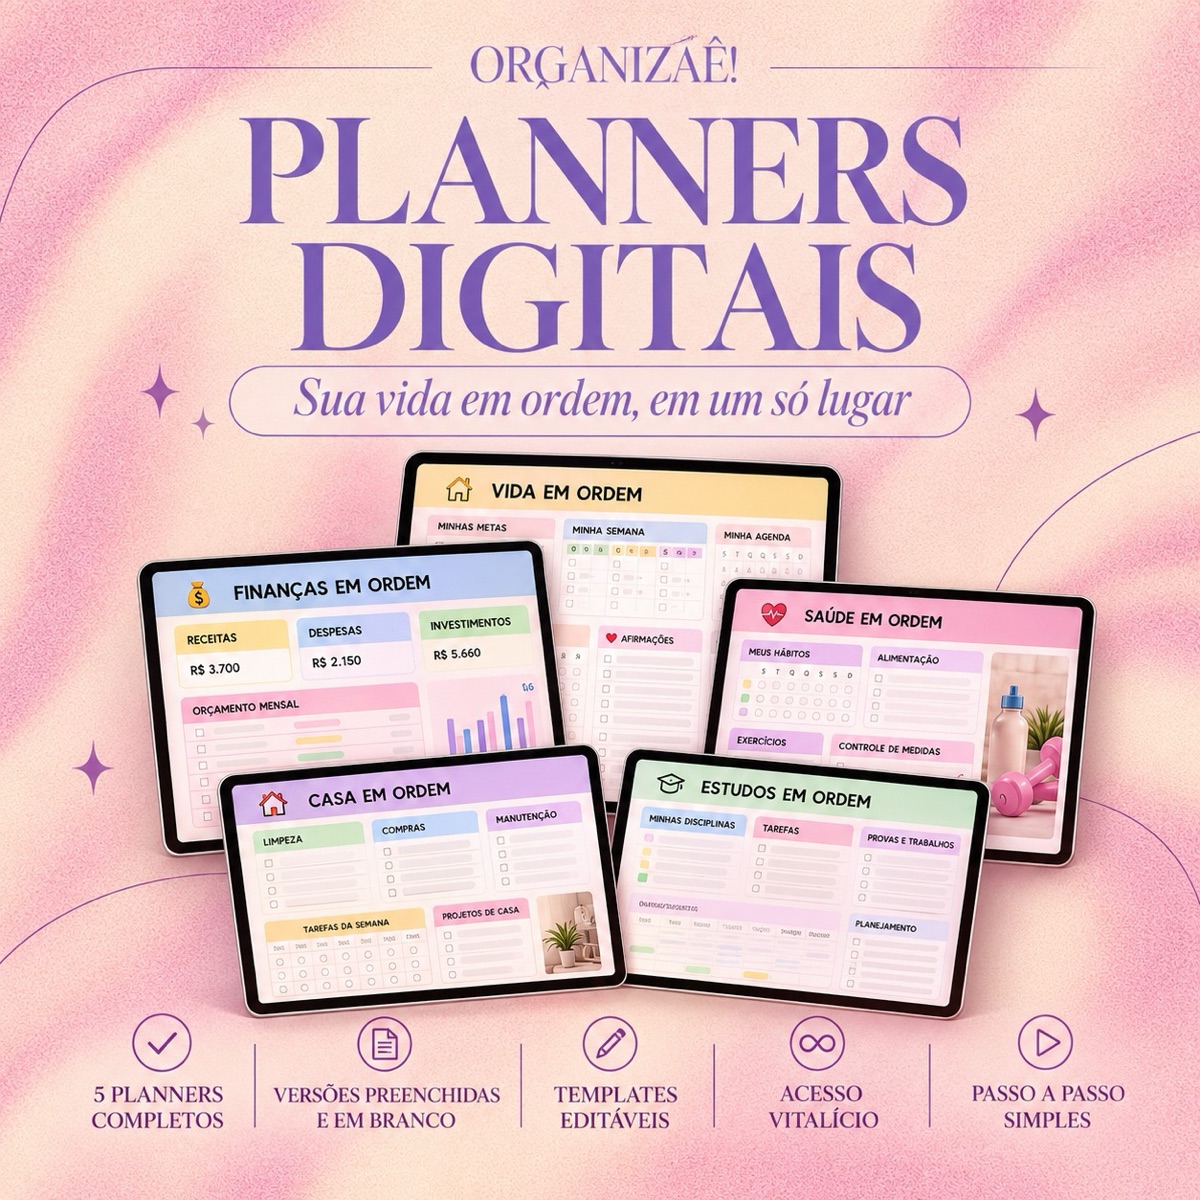 ORGANIZAÊ!
PLANNERS
DIGITAIS
Sua vida em ordem, em um só lugar
VIDA EM ORDEM
MINHAS METAS
MINHA SEMANA
MINHA AGENDA
S T Q Q S S D
AFIRMAÇÕES
FINANÇAS EM ORDEM
RECEITAS
R$ 3.700
DESPESAS
R$ 2.150
INVESTIMENTOS
R$ 5.660
ORÇAMENTO MENSAL
SAÚDE EM ORDEM
MEUS HÁBITOS
S T Q Q S S D
ALIMENTAÇÃO
EXERCÍCIOS
CONTROLE DE MEDIDAS
CASA EM ORDEM
LIMPEZA
COMPRAS
MANUTENÇÃO
TAREFAS DA SEMANA
PROJETOS DE CASA
ESTUDOS EM ORDEM
MINHAS DISCIPLINAS
TAREFAS
PROVAS E TRABALHOS
PLANEJAMENTO
5 PLANNERS
COMPLETOS
VERSÕES PREENCHIDAS
E EM BRANCO
TEMPLATES
EDITÁVEIS
ACESSO
VITALÍCIO
PASSO A PASSO
SIMPLES